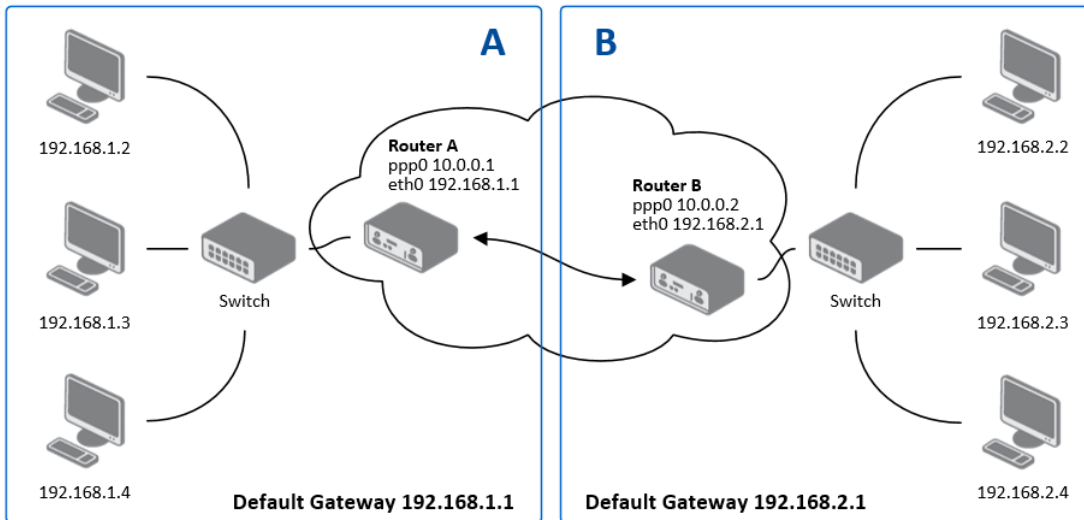 A
B
192.168.1.2
192.168.2.2
Router A
ppp0 10.0.0.1
eth0 192.168.1.1
Router B
ppp0 10.0.0.2
eth0 192.168.2.1
Switch
Switch
192.168.1.3
192.168.2.3
192.168.1.4
192.168.2.4
Default Gateway 192.168.1.1
Default Gateway 192.168.2.1